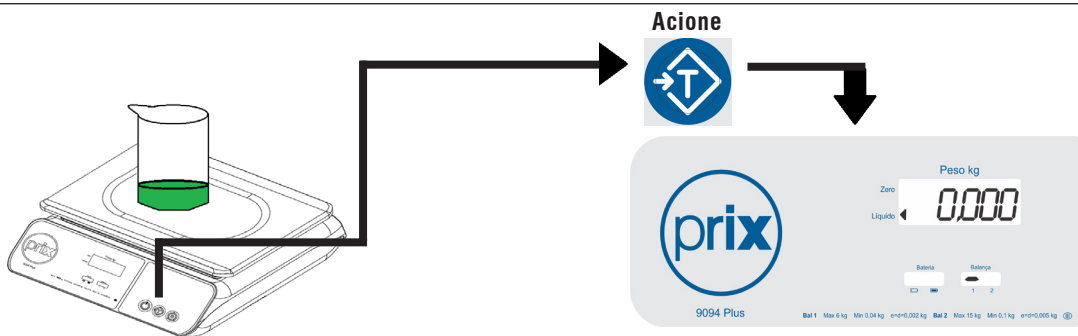 Acione
T
Peso kg
Zero
0,000
Líquido
prix
prix
Bateria
Balança
1 2
9094 Plus
Bal 1 Max 6 kg Min 0,04 kg e=d=0,002 kg Bal 2 Max 15 kg Min 0,1 kg e=d=0,005 kg